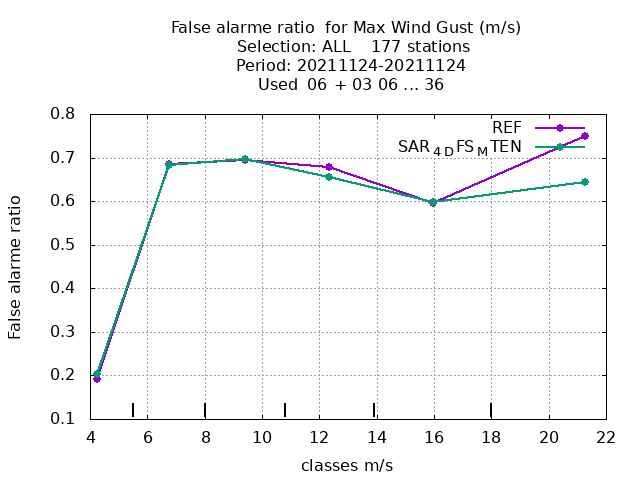 False alarme ratio  for Max Wind Gust (m/s)
Selection: ALL    177 stations
Period: 20211124-20211124
Used  06 + 03 06 ... 36
0.8
0.7
0.6
0.5
0.4
0.3
0.2
0.1
False alarme ratio
REF
SAR4DFSMTEN
4 6 8 10 12 14 16 18 20 22
classes m/s